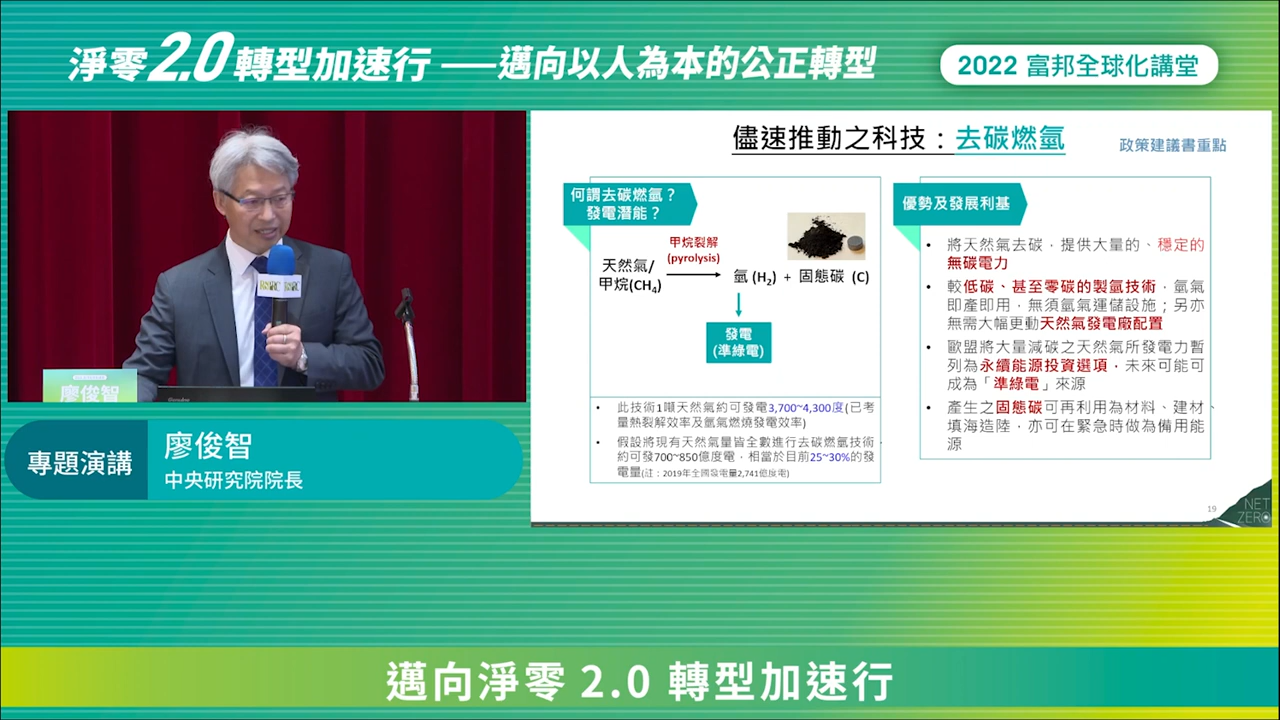 淨零2.0轉型加速行——邁向以人為本的公正轉型
2022 富邦全球化講堂
廖俊智
專題演講
廖俊智
中央研究院院長
儘速推動之科技：去碳燃氫
政策建議書重點
何謂去碳燃氫？
發電潛能？
天然氣/
甲烷(CH4)
甲烷裂解
(pyrolysis)
氫 (H2) + 固態碳 (C)
發電
(準綠電)
• 此技術1噸天然氣約可發電3,700~4,300度(已考
量熱裂解效率及氫氣燃燒發電效率)
• 假設將現有天然氣量皆全數進行去碳燃氫技術，
約可發700~850億度電，相當於目前25~30%的發
電量(註：2019年全國發電量2,741億度電)
優勢及發展利基
• 將天然氣去碳，提供大量的、穩定的
無碳電力
• 較低碳、甚至零碳的製氫技術，氫氣
即產即用，無須氫氣運儲設施；另亦
無需大幅更動天然氣發電廠配置
• 歐盟將大量減碳之天然氣所發電力暫
列為永續能源投資選項，未來可能可
成為「準綠電」來源
• 產生之固態碳可再利用為材料、建材、
填海造陸，亦可在緊急時做為備用能
源
19
NET
ZERO
邁向淨零 2.0 轉型加速行